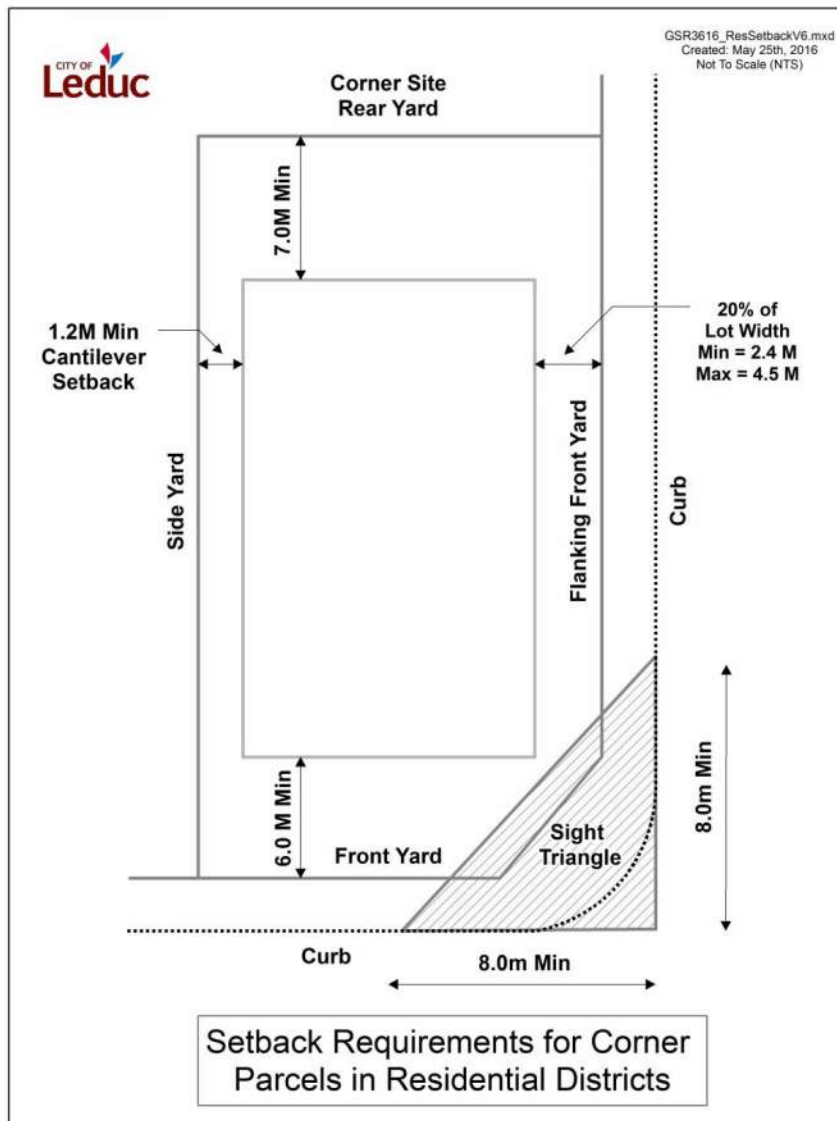 CITY OF
Leduc
GSR3616_ResSetbackV6.mxd
Created: May 25th, 2016
Not To Scale (NTS)
Corner Site
Rear Yard
7.0M Min
1.2M Min
Cantilever
Setback
20% of
Lot Width
Min = 2.4 M
Max = 4.5 M
Side Yard
Flanking Front Yard
Curb
6.0 M Min
Front Yard
Sight
Triangle
8.0m Min
Curb
8.0m Min
Setback Requirements for Corner
Parcels in Residential Districts